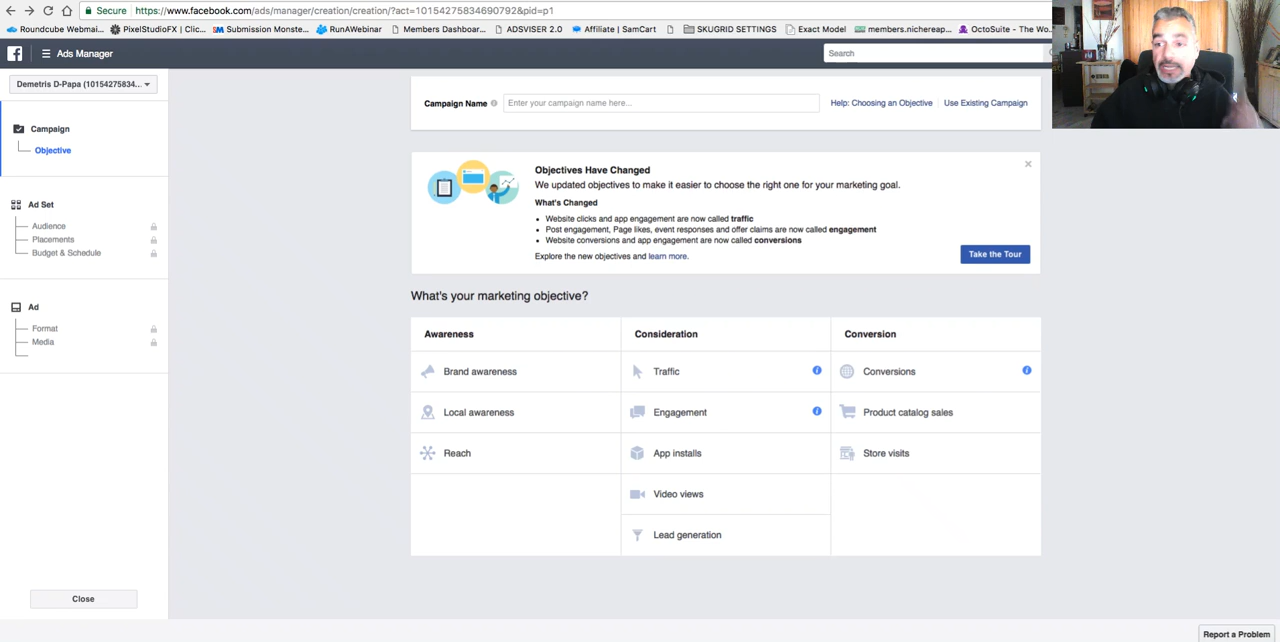 Secure https://www.facebook.com/ads/manager/creation/creation/?act=10154275834690792&pid=p1
Roundcube Webmai... PixelStudioFX | Clic... Submission Monste... RunAWebinar Members Dashboar... ADSVISER 2.0 Affiliate | SamCart SKUGRID SETTINGS Exact Model members.nichereap... OctoSuite - The Wo...
Ads Manager
Search
Demetris D-Papa (10154275834...
Campaign
Objective
Ad Set
Audience
Placements
Budget & Schedule
Ad
Format
Media
Close
Campaign Name Enter your campaign name here... Help: Choosing an Objective Use Existing Campaign
Objectives Have Changed
We updated objectives to make it easier to choose the right one for your marketing goal.
What's Changed
• Website clicks and app engagement are now called traffic
• Post engagement, Page likes, event responses and offer claims are now called engagement
• Website conversions and app engagement are now called conversions
Explore the new objectives and learn more.
Take the Tour
What's your marketing objective?
Awareness Consideration Conversion
Brand awareness Traffic Conversions
Local awareness Engagement Product catalog sales
Reach App installs Store visits
Video views
Lead generation
Report a Problem